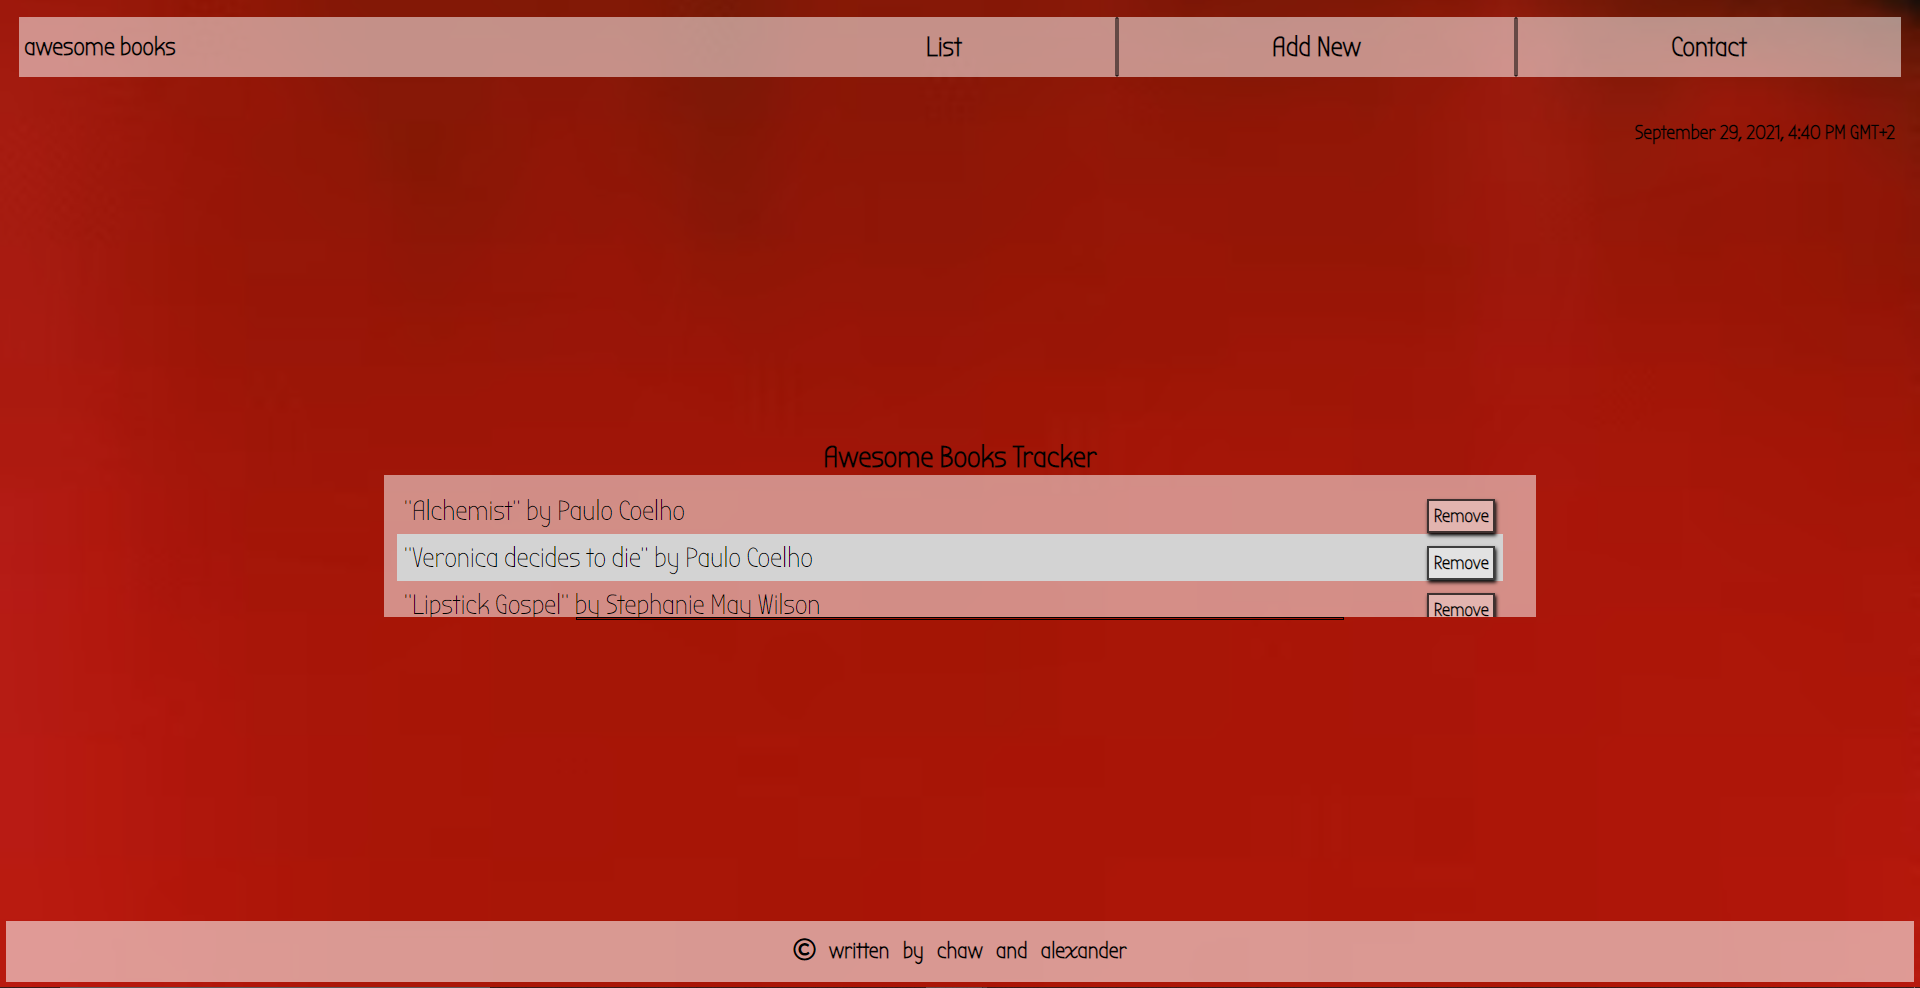 awesome books List Add New Contact
September 29, 2021, 4:40 PM GMT+2
Awesome Books Tracker
"Alchemist" by Paulo Coelho Remove
"Veronica decides to die" by Paulo Coelho Remove
"Lipstick Gospel" by Stephanie May Wilson Remove
© written by chaw and alexander